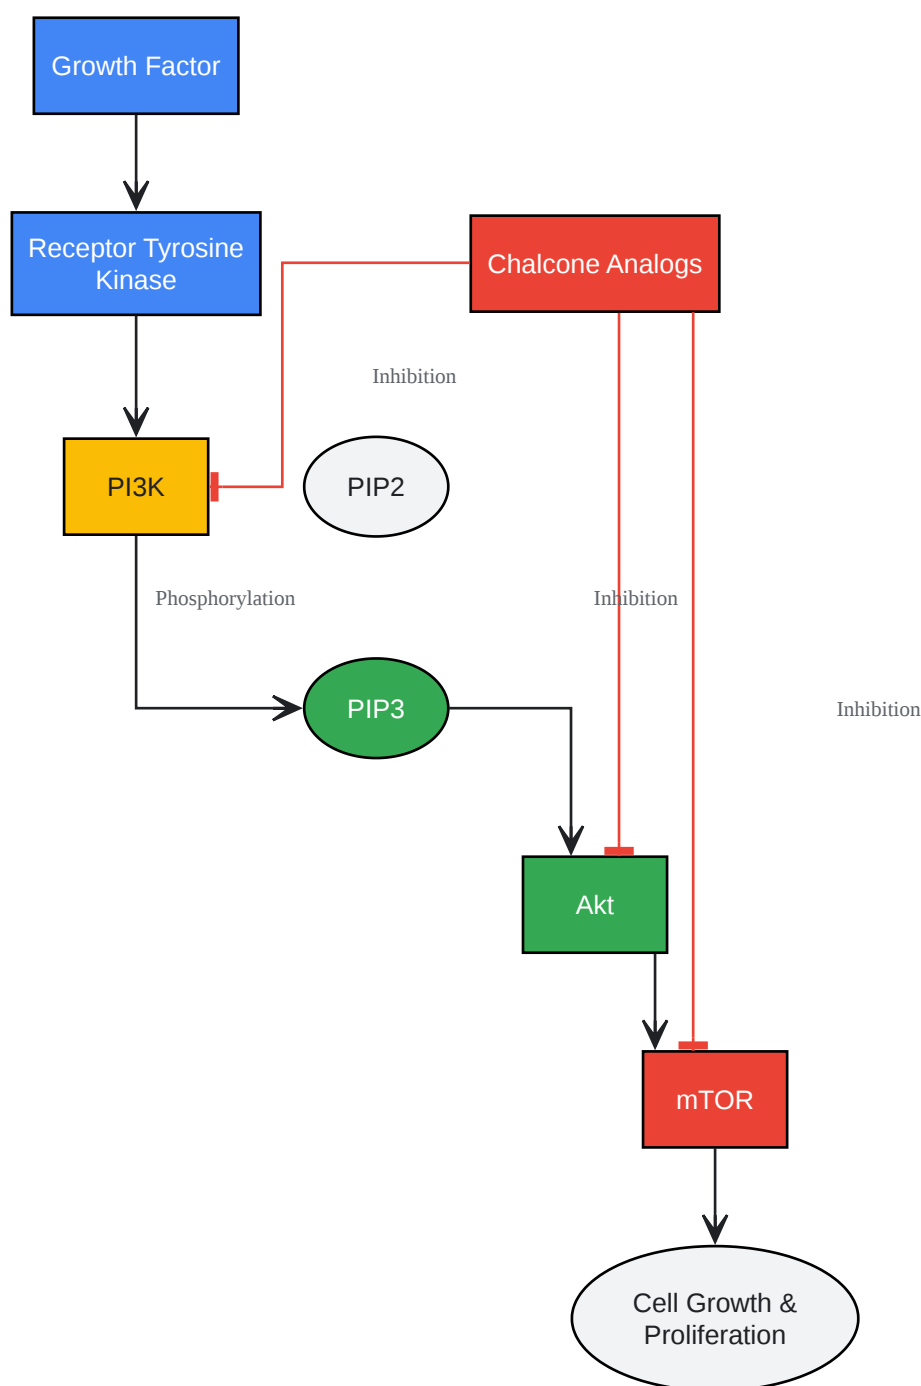 Growth Factor
Receptor Tyrosine
Kinase
Chalcone Analogs
Inhibition
PI3K
PIP2
Phosphorylation
Inhibition
PIP3
Inhibition
Akt
mTOR
Cell Growth &
Proliferation